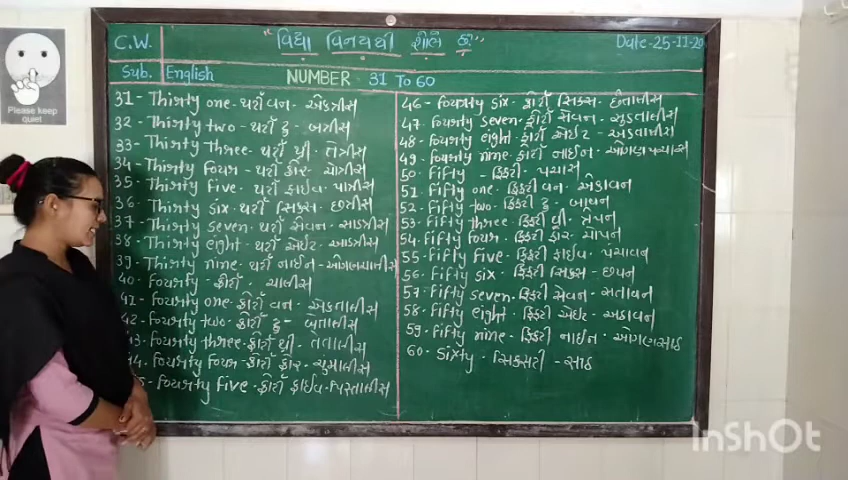 C.W.
"વિદ્યા વિનયથી શોભે છે."
Date-25-11-20
Sub. English
NUMBER - 31 TO 60
31 - Thirty one - થર્ટી વન - એકત્રીસ
32 - Thirty two - થર્ટી ટુ - બત્રીસ
33 - Thirty three - થર્ટી થ્રી - તેત્રીસ
34 - Thirty four - થર્ટી ફોર - ચોત્રીસ
35 - Thirty five - થર્ટી ફાઈવ - પાત્રીસ
36 - Thirty six - થર્ટી સિક્સ - છત્રીસ
37 - Thirty seven - થર્ટી સેવન - સાડત્રીસ
38 - Thirty eight - થર્ટી એઈટ - આડત્રીસ
39 - Thirty nine - થર્ટી નાઈન - ઓગણચાલીસ
40 - Fourty - ફોર્ટી - ચાલીસ
41 - Fourty one - ફોર્ટી વન - એકતાલીસ
42 - Fourty two - ફોર્ટી ટુ - બેતાલીસ
43 - Fourty three - ફોર્ટી થ્રી - તેતાલીસ
44 - Fourty Four - ફોર્ટી ફોર - ચુંમાલીસ
Fourty Five - ફોર્ટી ફાઈવ - પિસ્તાલીસ
46 - Fourty six - ફોર્ટી સિક્સ - છેતાલીસ
47 - Fourty seven - ફોર્ટી સેવન - સુડતાલીસ
48 - Fourty eight - ફોર્ટી એઈટ - અડતાલીસ
49 - Fourty nine - ફોર્ટી નાઈન - ઓગણપચાસ
50 - Fifty - ફિફ્ટી - પચાસ
51 - Fifty one - ફિફ્ટી વન - એકાવન
52 - Fifty two - ફિફ્ટી ટુ - બાવન
53 - Fifty three - ફિફ્ટી થ્રી - ત્રેપન
54 - Fifty four - ફિફ્ટી ફોર - ચોપન
55 - Fifty Five - ફિફ્ટી ફાઈવ - પંચાવન
56 - Fifty six - ફિફ્ટી સિક્સ - છપન
57 - Fifty seven - ફિફ્ટી સેવન - સતાવન
58 - Fifty eight - ફિફ્ટી એઈટ - અઠાવન
59 - Fifty nine - ફિફ્ટી નાઈન - ઓગણસાઠ
60 - Sixty - સિક્સટી - સાઠ
Please keep
quiet
InShOt